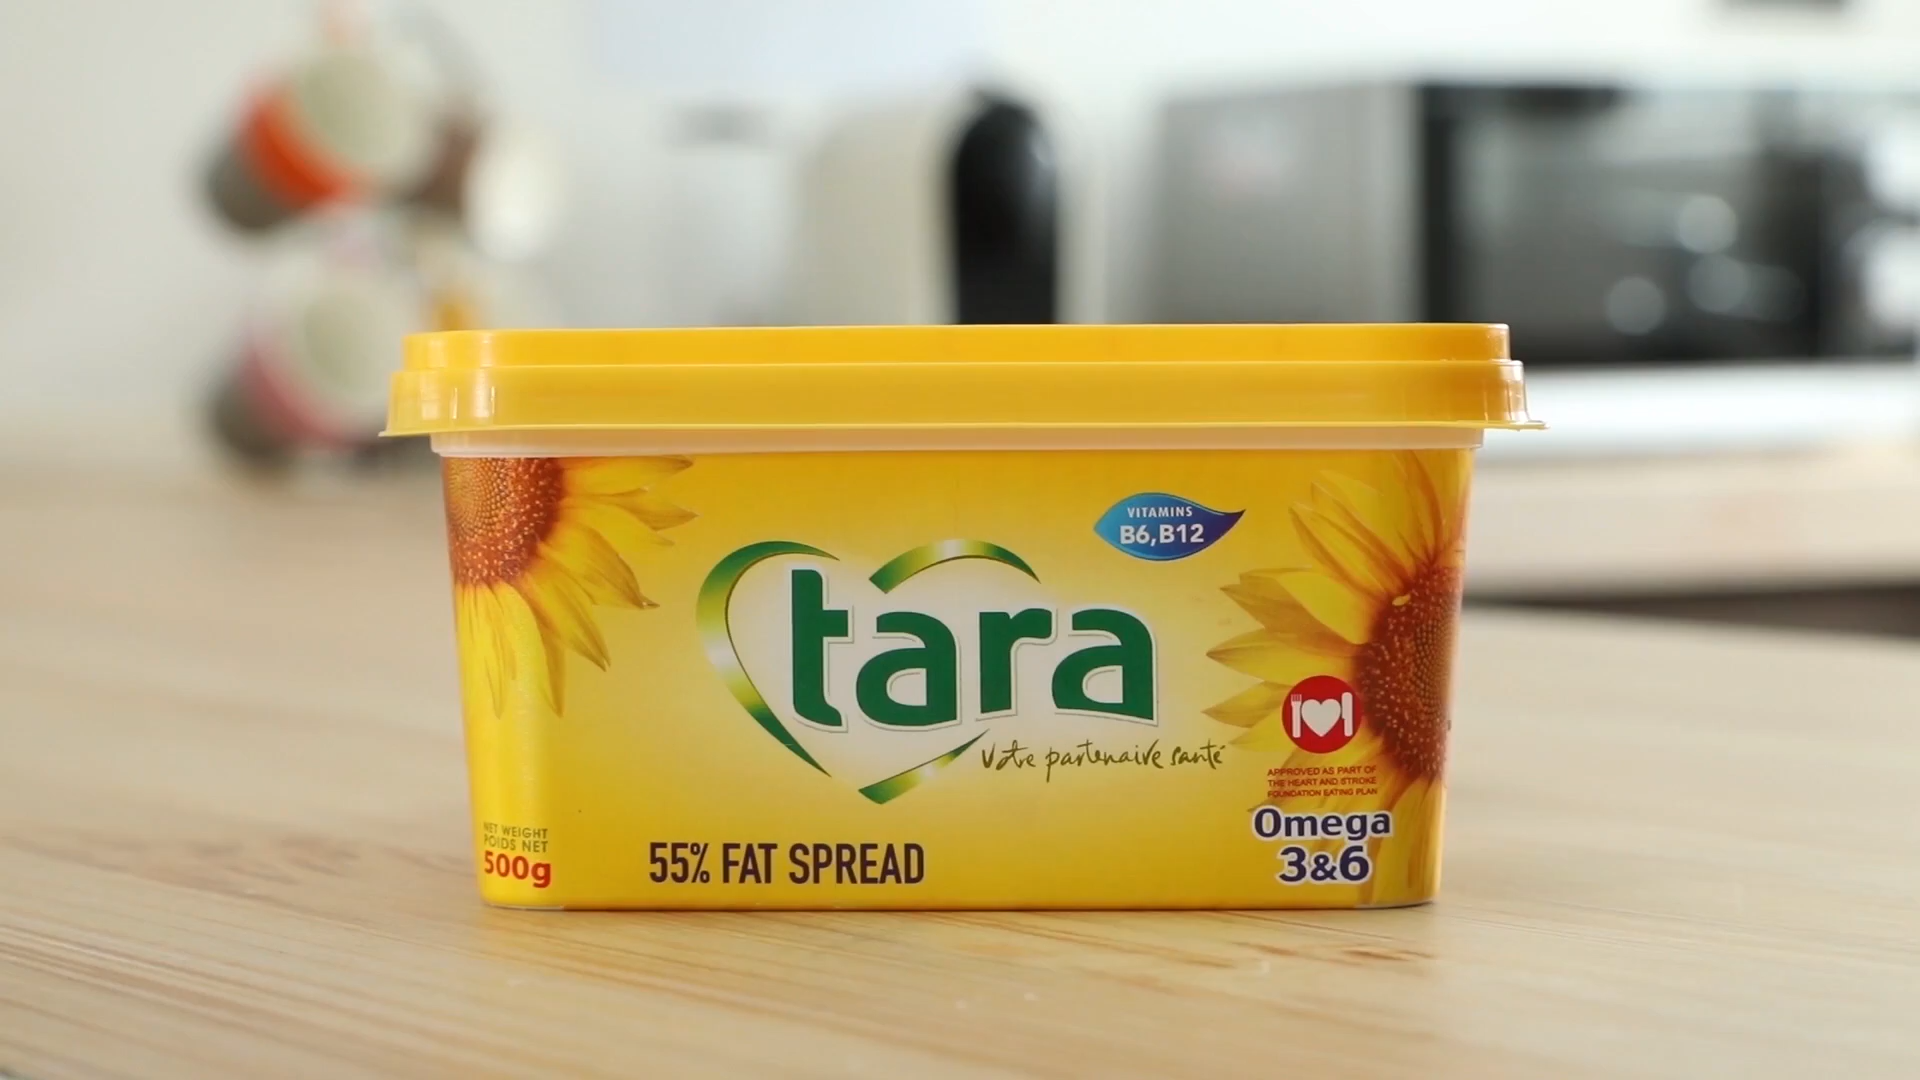 VITAMINS
B6,B12
tara
Votre partenaire santé
APPROVED AS PART OF
THE HEART AND STROKE
FOUNDATION EATING PLAN
Omega
3&6
NET WEIGHT
POIDS NET
500g
55% FAT SPREAD